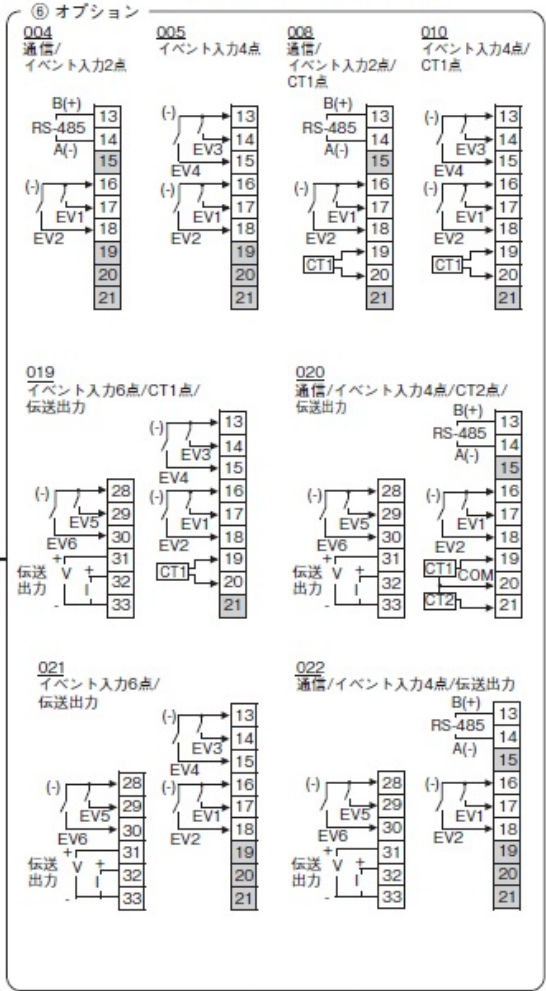 ⑥ オプション
004
通信/
イベント入力2点
B(+)
RS-485
A(-)
(-)
EV1
EV2
13
14
15
16
17
18
19
20
21
005
イベント入力4点
(-)
EV3
EV4
(-)
EV1
EV2
13
14
15
16
17
18
19
20
21
008
通信/
イベント入力2点/
CT1点
B(+)
RS-485
A(-)
(-)
EV1
EV2
CT1
13
14
15
16
17
18
19
20
21
010
イベント入力4点/
CT1点
(-)
EV3
EV4
(-)
EV1
EV2
CT1
13
14
15
16
17
18
19
20
21
019
イベント入力6点/CT1点/
伝送出力
(-)
EV5
EV6
+
V
+
I
-
伝送
出力
28
29
30
31
32
33
(-)
EV3
EV4
(-)
EV1
EV2
CT1
13
14
15
16
17
18
19
20
21
020
通信/イベント入力4点/CT2点/
伝送出力
(-)
EV5
EV6
+
V
+
I
-
伝送
出力
28
29
30
31
32
33
B(+)
RS-485
A(-)
(-)
EV1
EV2
CT1
COM
CT2
13
14
15
16
17
18
19
20
21
021
イベント入力6点/
伝送出力
(-)
EV5
EV6
+
V
+
I
-
伝送
出力
28
29
30
31
32
33
(-)
EV3
EV4
(-)
EV1
EV2
13
14
15
16
17
18
19
20
21
022
通信/イベント入力4点/伝送出力
(-)
EV5
EV6
+
V
+
I
-
伝送
出力
28
29
30
31
32
33
B(+)
RS-485
A(-)
(-)
EV1
EV2
13
14
15
16
17
18
19
20
21